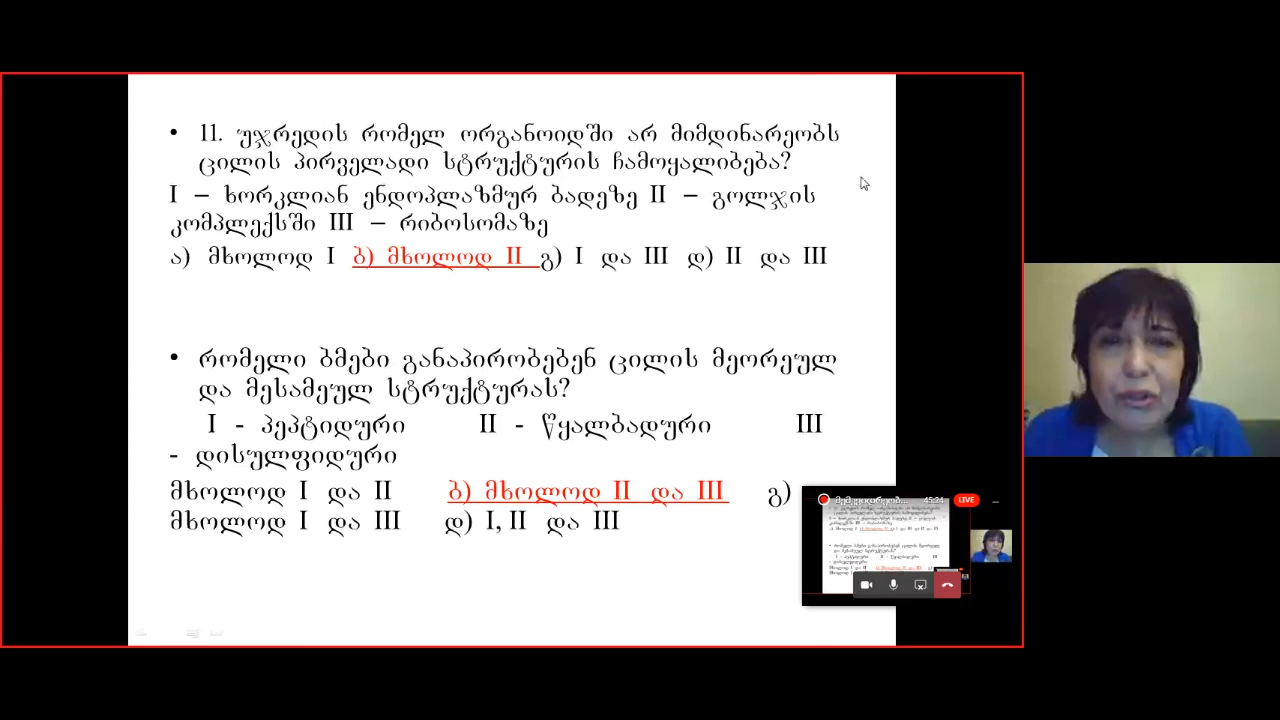 • 11. უჯრედის რომელ ორგანოიდში არ მიმდინარეობს
ცილის პირველადი სტრუქტურის ჩამოყალიბება?
I – ხორკლიან ენდოპლაზმურ ბადეზე II – გოლჯის
კომპლექსში III – რიბოსომაზე
ა) მხოლოდ I ბ) მხოლოდ II გ) I და III დ) II და III
• რომელი ბმები განაპირობებენ ცილის მეორეულ
და მესამეულ სტრუქტურას?
I - პეპტიდური II - წყალბადური III
- დისულფიდური
მხოლოდ I და II ბ) მხოლოდ II და III გ)
მხოლოდ I და III დ) I, II და III
45:24 LIVE